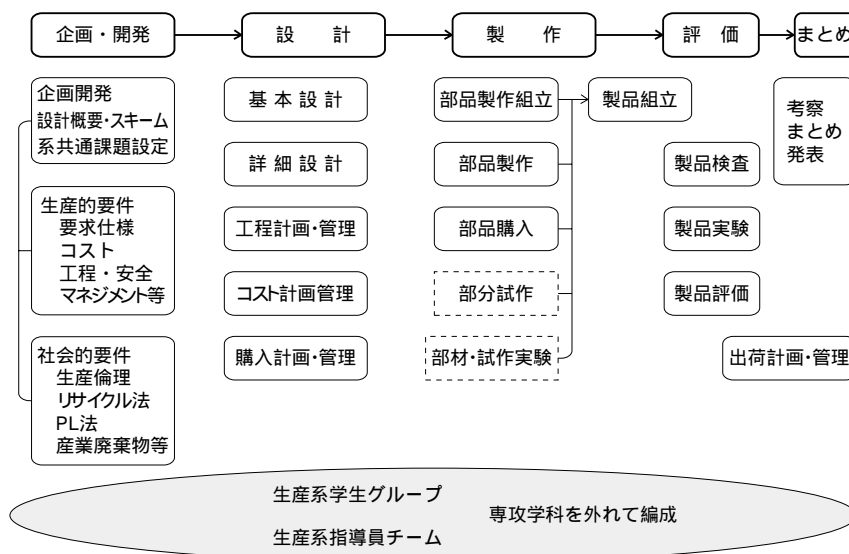 企画・開発
設 計
製 作
評 価
まとめ
企画開発
設計概要・スキーム
系共通課題設定
生産的要件
要求仕様
コスト
工程・安全
マネジメント等
社会的要件
生産倫理
リサイクル法
PL法
産業廃棄物等
基 本 設 計
詳 細 設 計
工程計画・管理
コスト計画管理
購入計画・管理
部品製作組立
部品製作
部品購入
部分試作
部材・試作実験
製品組立
製品検査
製品実験
製品評価
出荷計画・管理
考察
まとめ
発表
生産系学生グループ
生産系指導員チーム
専攻学科を外れて編成